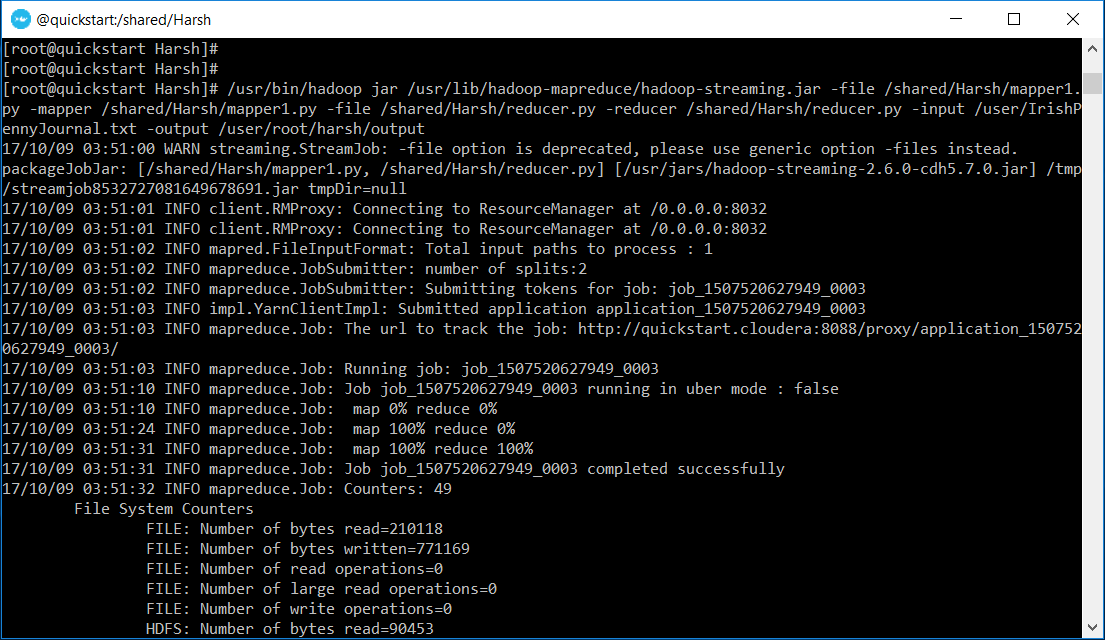 @quickstart:/shared/Harsh
[root@quickstart Harsh]#
[root@quickstart Harsh]#
[root@quickstart Harsh]# /usr/bin/hadoop jar /usr/lib/hadoop-mapreduce/hadoop-streaming.jar -file /shared/Harsh/mapper1.
py -mapper /shared/Harsh/mapper1.py -file /shared/Harsh/reducer.py -reducer /shared/Harsh/reducer.py -input /user/IrishP
ennyJournal.txt -output /user/root/harsh/output
17/10/09 03:51:00 WARN streaming.StreamJob: -file option is deprecated, please use generic option -files instead.
packageJobJar: [/shared/Harsh/mapper1.py, /shared/Harsh/reducer.py] [/usr/jars/hadoop-streaming-2.6.0-cdh5.7.0.jar] /tmp
/streamjob8532727081649678691.jar tmpDir=null
17/10/09 03:51:01 INFO client.RMProxy: Connecting to ResourceManager at /0.0.0.0:8032
17/10/09 03:51:01 INFO client.RMProxy: Connecting to ResourceManager at /0.0.0.0:8032
17/10/09 03:51:02 INFO mapred.FileInputFormat: Total input paths to process : 1
17/10/09 03:51:02 INFO mapreduce.JobSubmitter: number of splits:2
17/10/09 03:51:02 INFO mapreduce.JobSubmitter: Submitting tokens for job: job_1507520627949_0003
17/10/09 03:51:03 INFO impl.YarnClientImpl: Submitted application application_1507520627949_0003
17/10/09 03:51:03 INFO mapreduce.Job: The url to track the job: http://quickstart.cloudera:8088/proxy/application_150752
0627949_0003/
17/10/09 03:51:03 INFO mapreduce.Job: Running job: job_1507520627949_0003
17/10/09 03:51:10 INFO mapreduce.Job: Job job_1507520627949_0003 running in uber mode : false
17/10/09 03:51:10 INFO mapreduce.Job:  map 0% reduce 0%
17/10/09 03:51:24 INFO mapreduce.Job:  map 100% reduce 0%
17/10/09 03:51:31 INFO mapreduce.Job:  map 100% reduce 100%
17/10/09 03:51:31 INFO mapreduce.Job: Job job_1507520627949_0003 completed successfully
17/10/09 03:51:32 INFO mapreduce.Job: Counters: 49
File System Counters
FILE: Number of bytes read=210118
FILE: Number of bytes written=771169
FILE: Number of read operations=0
FILE: Number of large read operations=0
FILE: Number of write operations=0
HDFS: Number of bytes read=90453